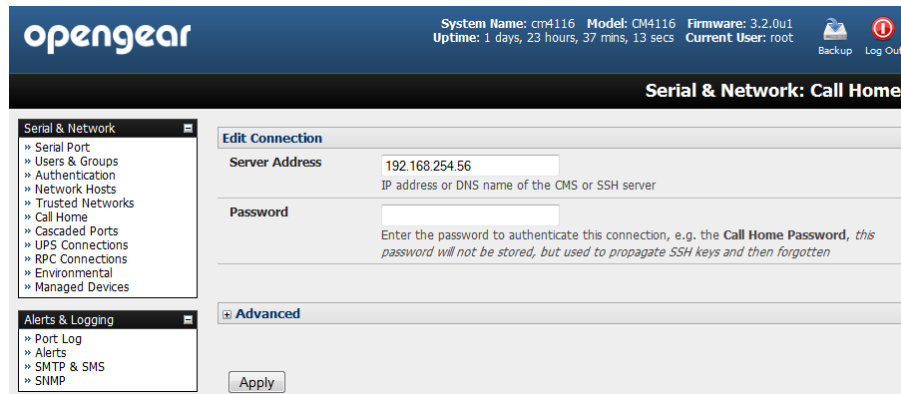 opengear
System Name: cm4116 Model: CM4116 Firmware: 3.2.0u1
Uptime: 1 days, 23 hours, 37 mins, 13 secs Current User: root
Backup Log Out
Serial & Network: Call Home
Serial & Network
» Serial Port
» Users & Groups
» Authentication
» Network Hosts
» Trusted Networks
» Call Home
» Cascaded Ports
» UPS Connections
» RPC Connections
» Environmental
» Managed Devices
Alerts & Logging
» Port Log
» Alerts
» SMTP & SMS
» SNMP
Edit Connection
Server Address 192.168.254.56
IP address or DNS name of the CMS or SSH server
Password
Enter the password to authenticate this connection, e.g. the Call Home Password, this
password will not be stored, but used to propagate SSH keys and then forgotten
Advanced
Apply